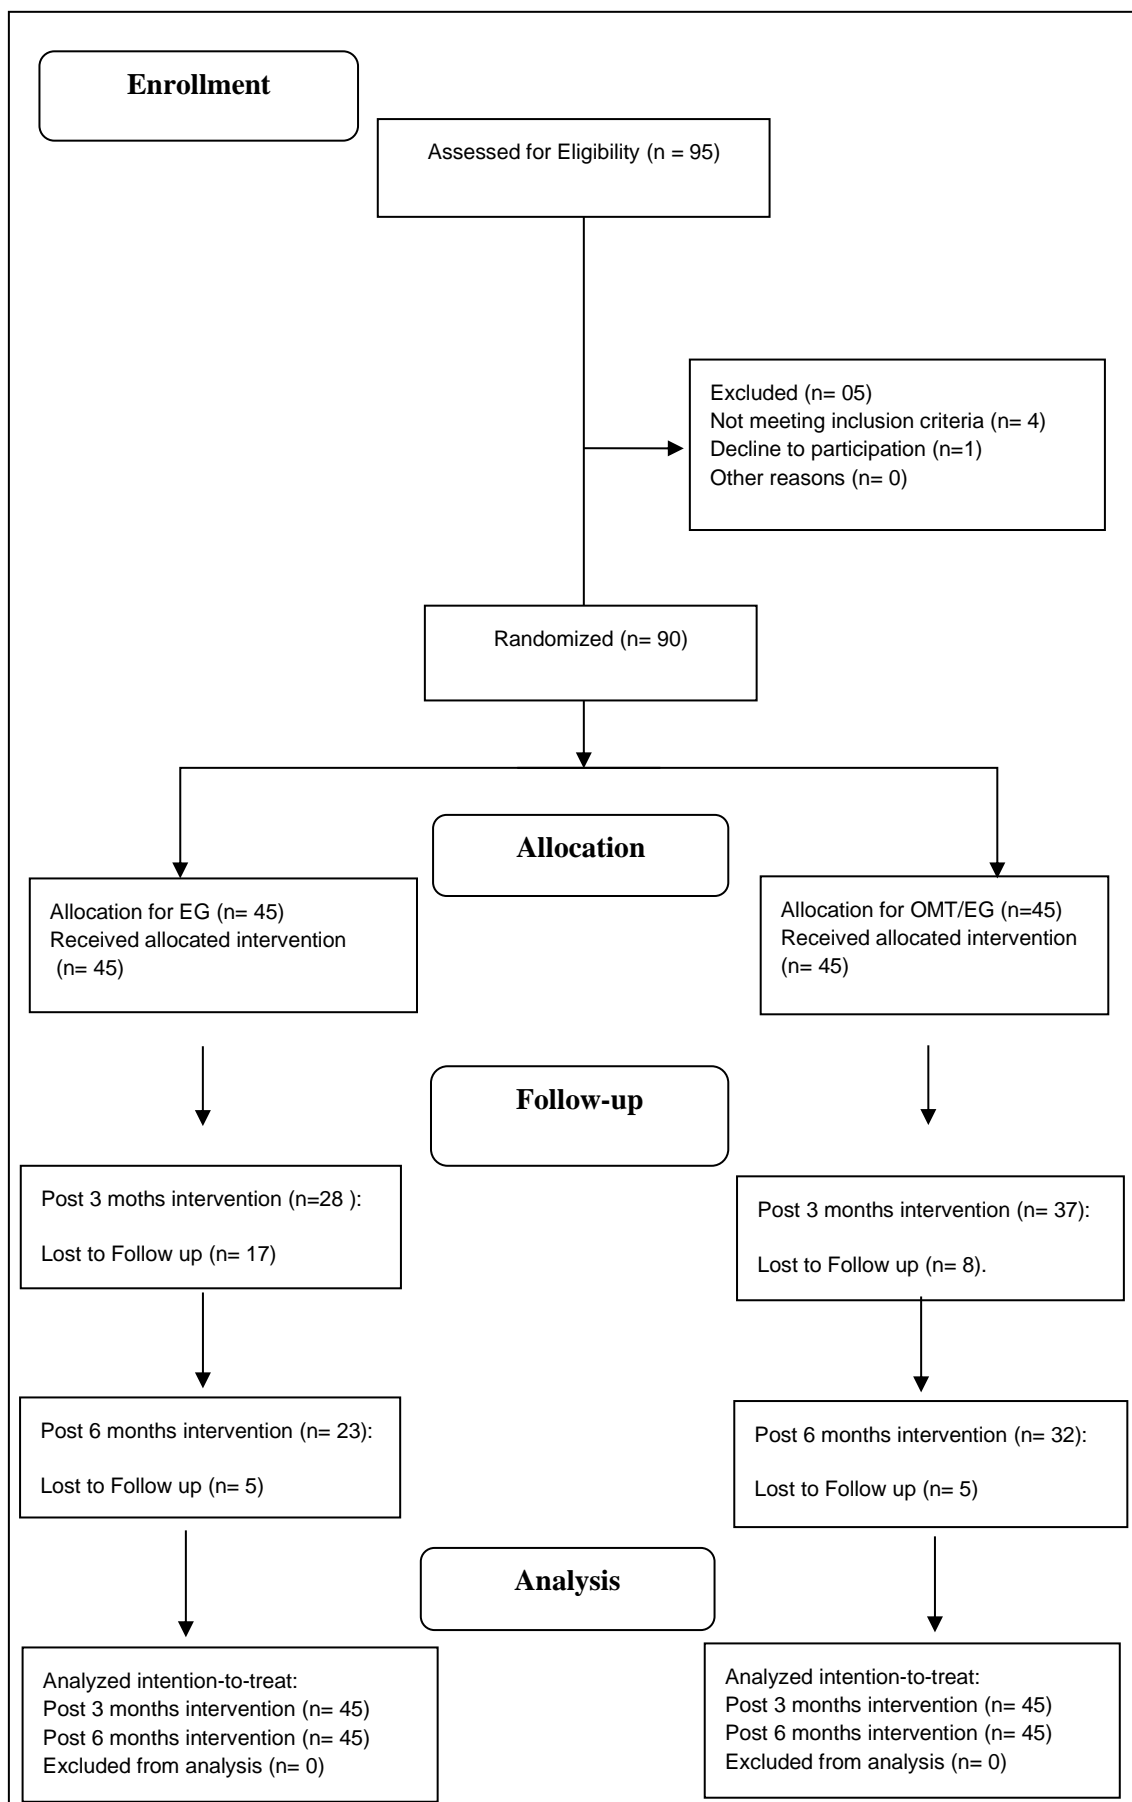 Enrollment
Assessed for Eligibility (n = 95)
Excluded (n= 05)
Not meeting inclusion criteria (n= 4)
Decline to participation (n=1)
Other reasons (n= 0)
Randomized (n= 90)
Allocation
Allocation for EG (n= 45)
Received allocated intervention
(n= 45)
Allocation for OMT/EG (n=45)
Received allocated intervention
(n= 45)
Follow-up
Post 3 moths intervention (n=28 ):
Lost to Follow up (n= 17)
Post 3 months intervention (n= 37):
Lost to Follow up (n= 8).
Post 6 months intervention (n= 23):
Lost to Follow up (n= 5)
Post 6 months intervention (n= 32):
Lost to Follow up (n= 5)
Analysis
Analyzed intention-to-treat:
Post 3 months intervention (n= 45)
Post 6 months intervention (n= 45)
Excluded from analysis (n= 0)
Analyzed intention-to-treat:
Post 3 months intervention (n= 45)
Post 6 months intervention (n= 45)
Excluded from analysis (n= 0)